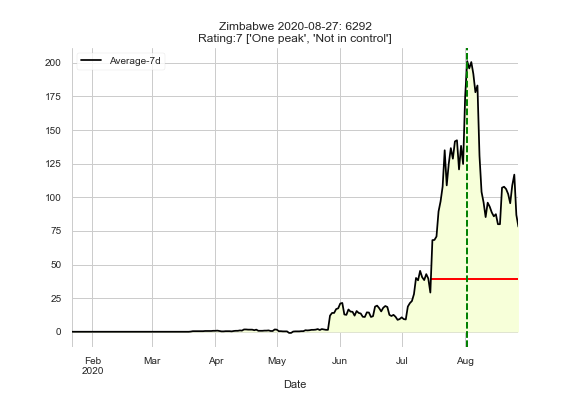 Zimbabwe 2020-08-27: 6292
Rating:7 ['One peak', 'Not in control']
Average-7d
200
175
150
125
100
75
50
25
0
Feb Mar Apr May Jun Jul Aug
2020
Date